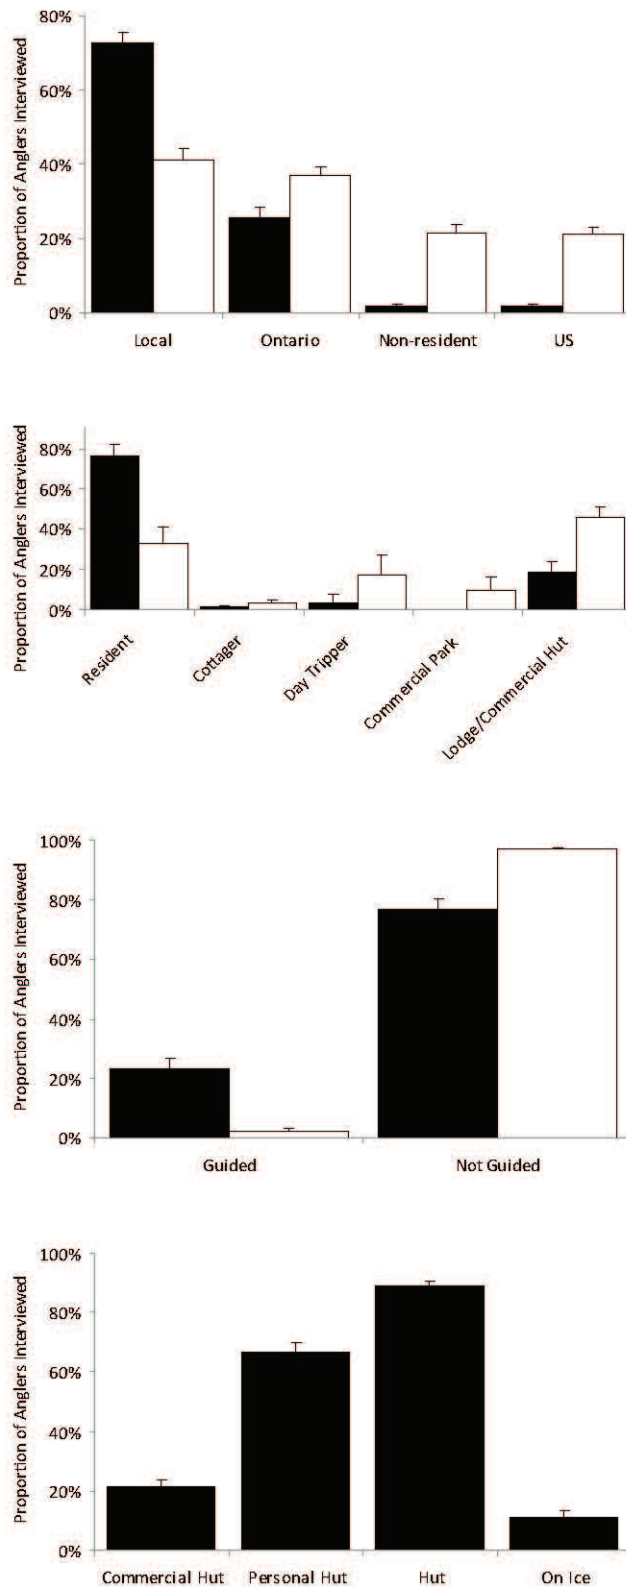 Proportion of Anglers Interviewed
80%
60%
40%
20%
0%
Local Ontario Non-resident US
Proportion of Anglers Interviewed
80%
60%
40%
20%
0%
Resident Cottager Day Tripper Commercial Park Lodge/Commercial Hut
Proportion of Anglers Interviewed
100%
80%
60%
40%
20%
0%
Guided Not Guided
Proportion of Anglers Interviewed
100%
80%
60%
40%
20%
0%
Commercial Hut Personal Hut Hut On Ice